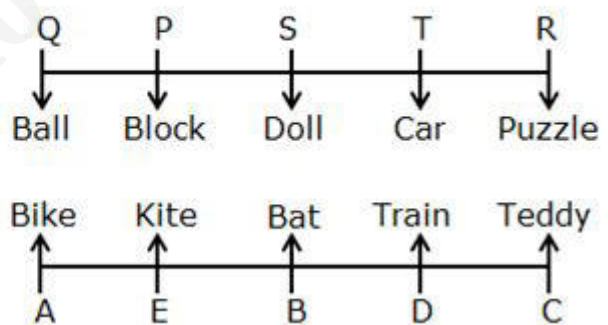 Q P S T R
Ball Block Doll Car Puzzle
Bike Kite Bat Train Teddy
A E B D C